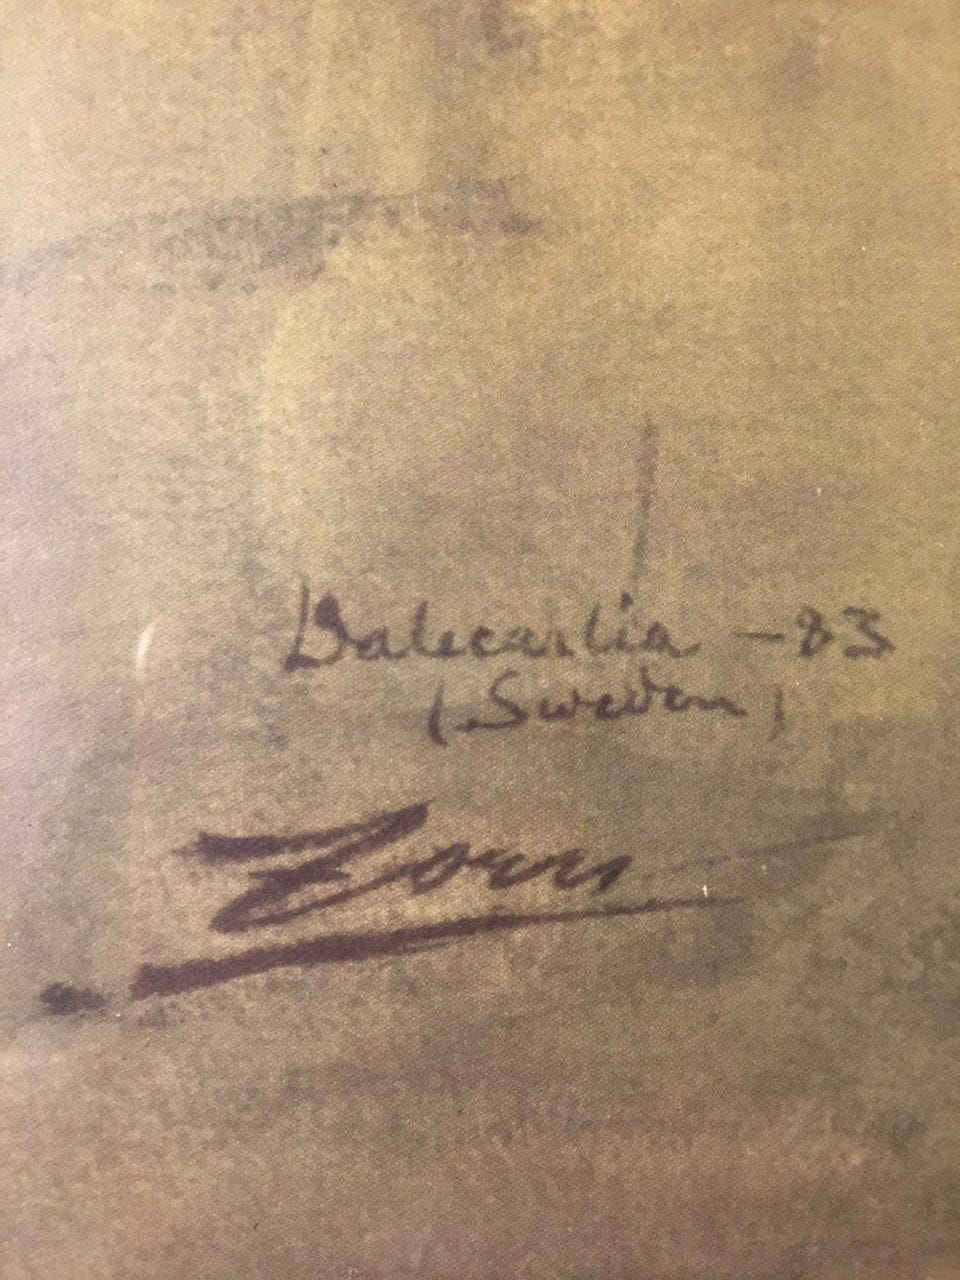 Dalecarlia - 83
(Sweden)
Zorn